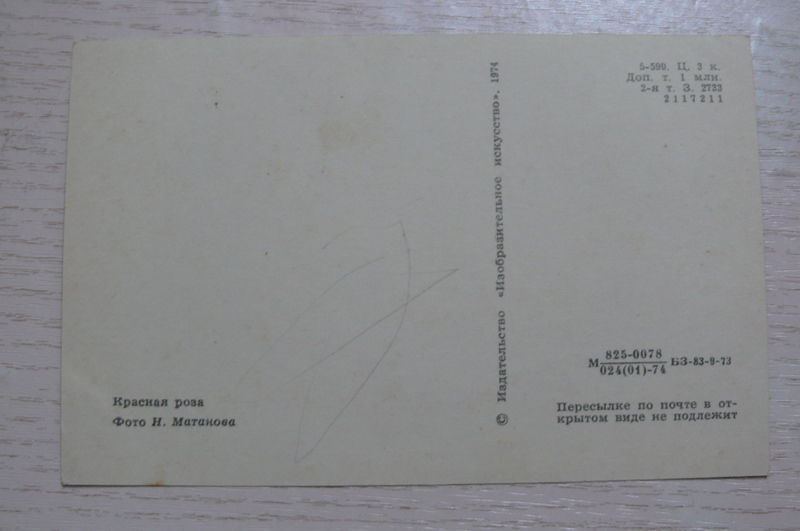 5-590. Ц. 3 к.
Доп. т. 1 млн.
2-я т. З. 2733
2117211
© Издательство «Изобразительное искусство». 1974
М 825-0078 БЗ-83-9-73
024(01)-74
Красная роза
Фото Н. Матанова
Пересылке по почте в от-
крытом виде не подлежит